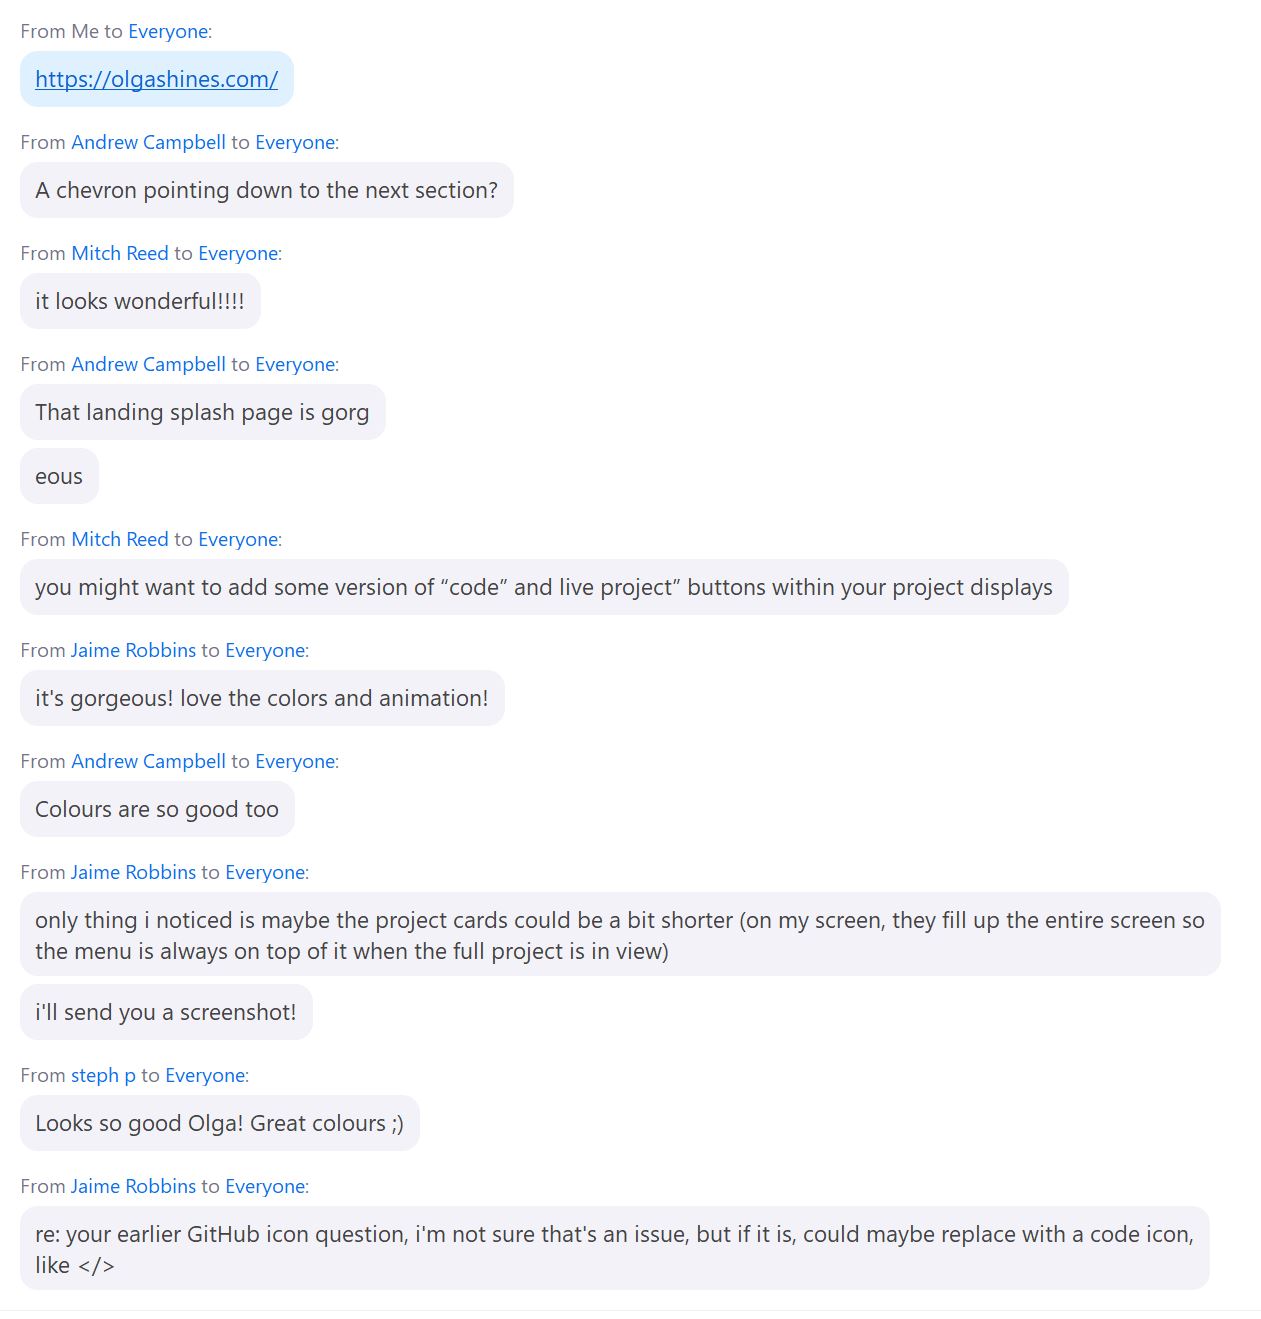 From Me to Everyone:
https://olgashines.com/
From Andrew Campbell to Everyone:
A chevron pointing down to the next section?
From Mitch Reed to Everyone:
it looks wonderful!!!!
From Andrew Campbell to Everyone:
That landing splash page is gorg
eous
From Mitch Reed to Everyone:
you might want to add some version of “code” and live project” buttons within your project displays
From Jaime Robbins to Everyone:
it's gorgeous! love the colors and animation!
From Andrew Campbell to Everyone:
Colours are so good too
From Jaime Robbins to Everyone:
only thing i noticed is maybe the project cards could be a bit shorter (on my screen, they fill up the entire screen so
the menu is always on top of it when the full project is in view)
i'll send you a screenshot!
From steph p to Everyone:
Looks so good Olga! Great colours ;)
From Jaime Robbins to Everyone:
re: your earlier GitHub icon question, i'm not sure that's an issue, but if it is, could maybe replace with a code icon,
like </>